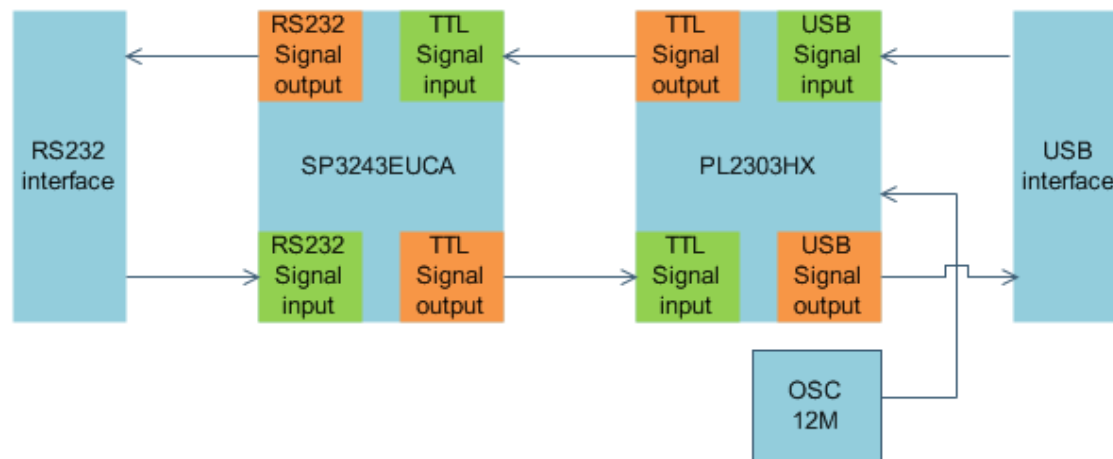 RS232
interface
RS232
Signal
output
TTL
Signal
input
SP3243EUCA
RS232
Signal
input
TTL
Signal
output
TTL
Signal
output
USB
Signal
input
PL2303HX
TTL
Signal
input
USB
Signal
output
USB
interface
OSC
12M